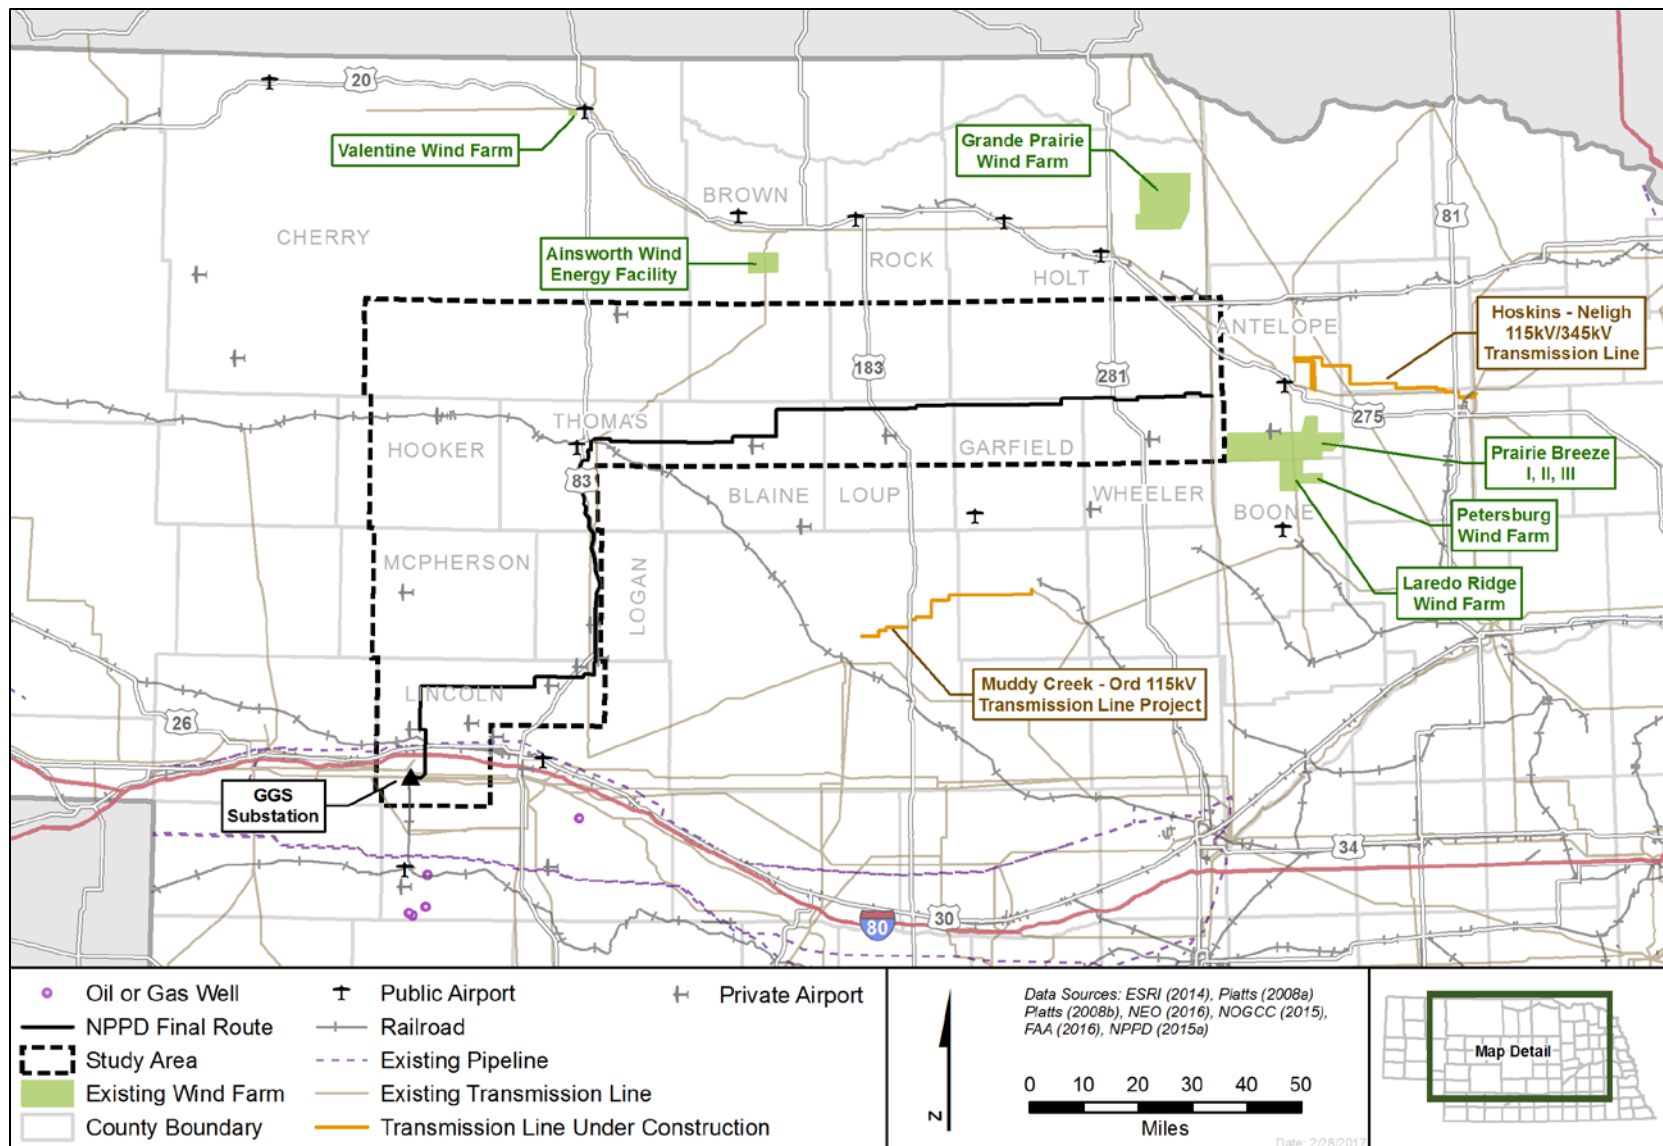 20
Valentine Wind Farm
Grande Prairie
Wind Farm
BROWN
81
CHERRY
Ainsworth Wind
Energy Facility
ROCK
HOLT
ANTELOPE
Hoskins - Neligh
115kV/345kV
Transmission Line
183
281
THOMAS
275
HOOKER
GARFIELD
Prairie Breeze
I, II, III
83
BLAINE
LOUP
WHEELER
BOONE
Petersburg
Wind Farm
MCPHERSON
LOGAN
Laredo Ridge
Wind Farm
LINCOLN
Muddy Creek - Ord 115kV
Transmission Line Project
26
GGS
Substation
34
30
80
Oil or Gas Well
Public Airport
Private Airport
NPPD Final Route
Railroad
Study Area
Existing Pipeline
Existing Wind Farm
Existing Transmission Line
County Boundary
Transmission Line Under Construction
N
Data Sources: ESRI (2014), Platts (2008a)
Platts (2008b), NEO (2016), NOGCC (2015),
FAA (2016), NPPD (2015a)
0 10 20 30 40 50
Miles
Map Detail
Date: 2/28/2017